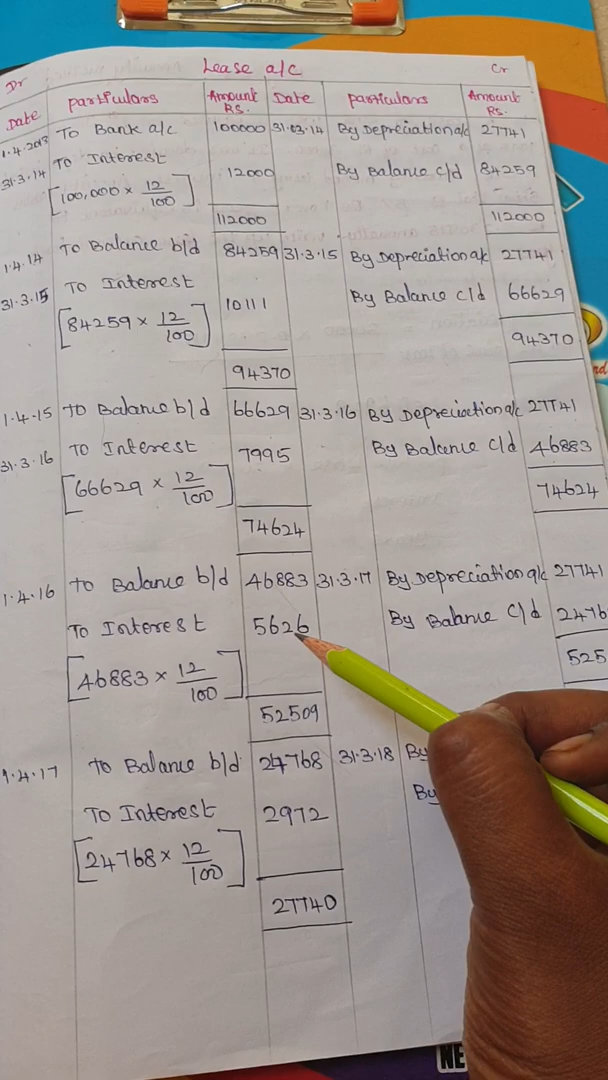 Lease a/c
Dr
Cr
Date Particulars Amount Rs. Date Particulars Amount Rs.
1.4.2013 To Bank a/c 100000 31.03.14 By Depreciation a/c 27741
31.3.14 To Interest 12000 By Balance c/d 84259
[100,000 × 12/100]
112000 112000
1.4.14 To Balance b/d 84259 31.3.15 By Depreciation a/c 27741
31.3.15 To Interest 10111 By Balance c/d 66629
[84259 × 12/100]
94370 94370
1.4.15 To Balance b/d 66629 31.3.16 By Depreciation a/c 27741
31.3.16 To Interest 7995 By Balance c/d 46883
[66629 × 12/100]
74624 74624
1.4.16 To Balance b/d 46883 31.3.17 By Depreciation a/c 27741
To Interest 5626 By Balance c/d 2476
[46883 × 12/100]
52509 525
1.4.17 To Balance b/d 24768 31.3.18 By
To Interest 2972 By
[24768 × 12/100]
27740
NE